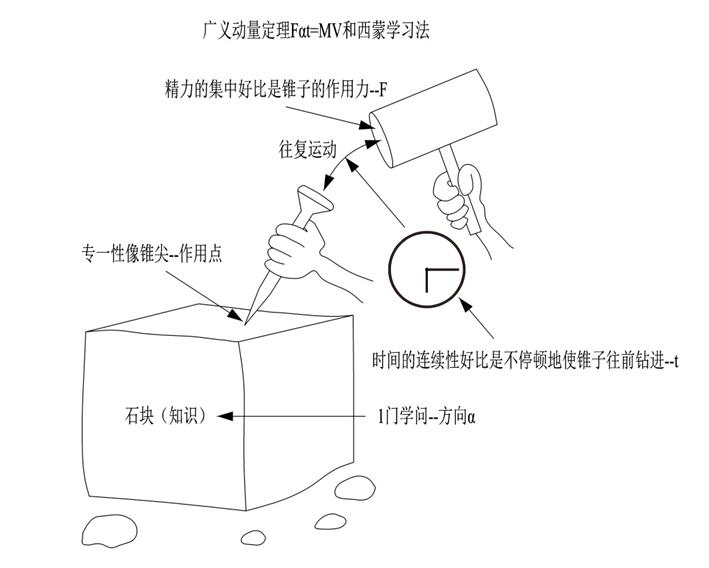 广义动量定理Fαt=MV和西蒙学习法
精力的集中好比是锥子的作用力--F
往复运动
专一性像锥尖--作用点
时间的连续性好比是不停顿地使锥子往前钻进--t
石块（知识）
1门学问--方向α